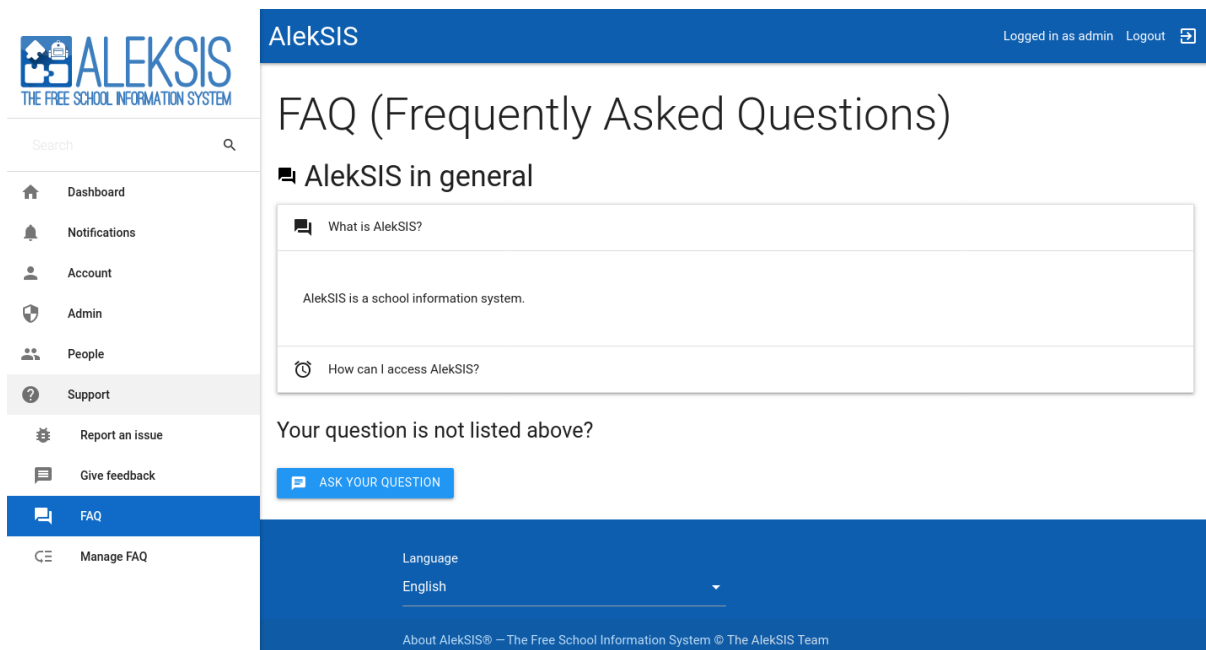 ALEKSIS
THE FREE SCHOOL INFORMATION SYSTEM
Search
Dashboard
Notifications
Account
Admin
People
Support
Report an issue
Give feedback
FAQ
Manage FAQ
AlekSIS
Logged in as admin Logout
FAQ (Frequently Asked Questions)
AlekSIS in general
What is AlekSIS?
AlekSIS is a school information system.
How can I access AlekSIS?
Your question is not listed above?
ASK YOUR QUESTION
Language
English
About AlekSIS® — The Free School Information System © The AlekSIS Team